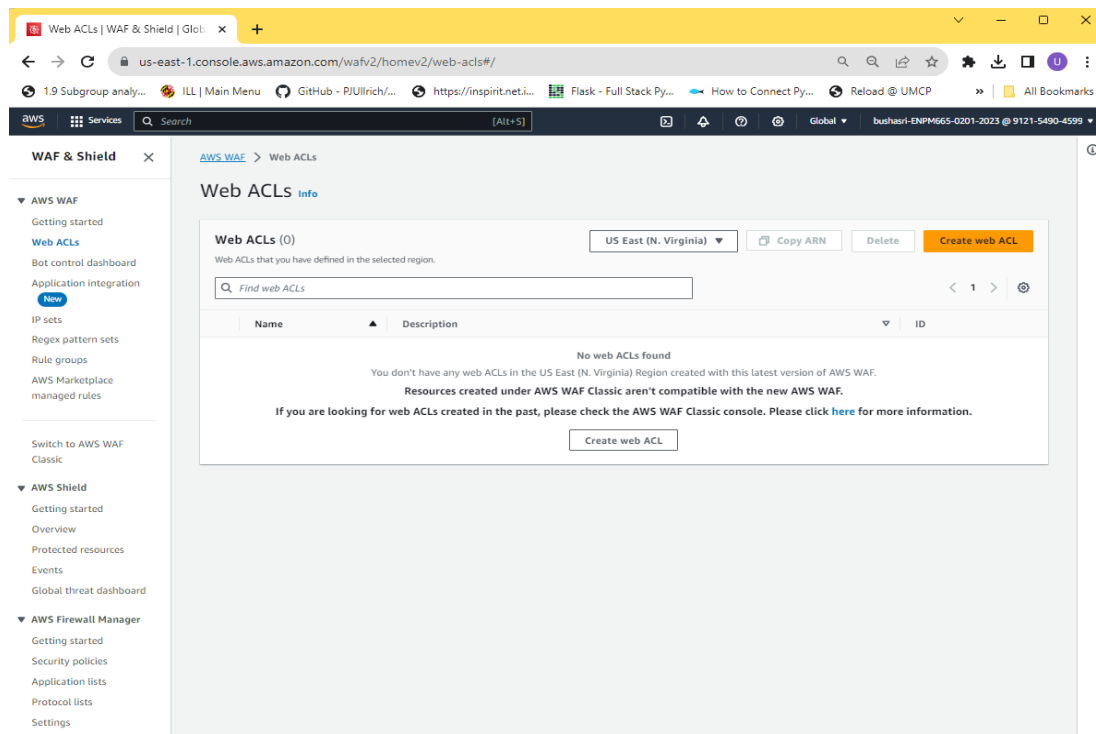 Web ACLs | WAF & Shield | Glob
us-east-1.console.aws.amazon.com/wafv2/homev2/web-acls#/
U
1.9 Subgroup analy...
ILL | Main Menu
GitHub - PJUllrich/...
https://inspirit.net.i...
Flask - Full Stack Py...
How to Connect Py...
Reload @ UMCP
»
All Bookmarks
aws
Services
Search
[Alt+S]
Global
bushasri-ENPM665-0201-2023 @ 9121-5490-4599
WAF & Shield
AWS WAF
Getting started
Web ACLs
Bot control dashboard
Application integration
New
IP sets
Regex pattern sets
Rule groups
AWS Marketplace
managed rules
Switch to AWS WAF
Classic
AWS Shield
Getting started
Overview
Protected resources
Events
Global threat dashboard
AWS Firewall Manager
Getting started
Security policies
Application lists
Protocol lists
Settings
AWS WAF > Web ACLs
Web ACLs Info
Web ACLs (0)
US East (N. Virginia)
Copy ARN
Delete
Create web ACL
Web ACLs that you have defined in the selected region.
Find web ACLs
< 1 >
Name
Description
ID
No web ACLs found
You don't have any web ACLs in the US East (N. Virginia) Region created with this latest version of AWS WAF.
Resources created under AWS WAF Classic aren't compatible with the new AWS WAF.
If you are looking for web ACLs created in the past, please check the AWS WAF Classic console. Please click here for more information.
Create web ACL